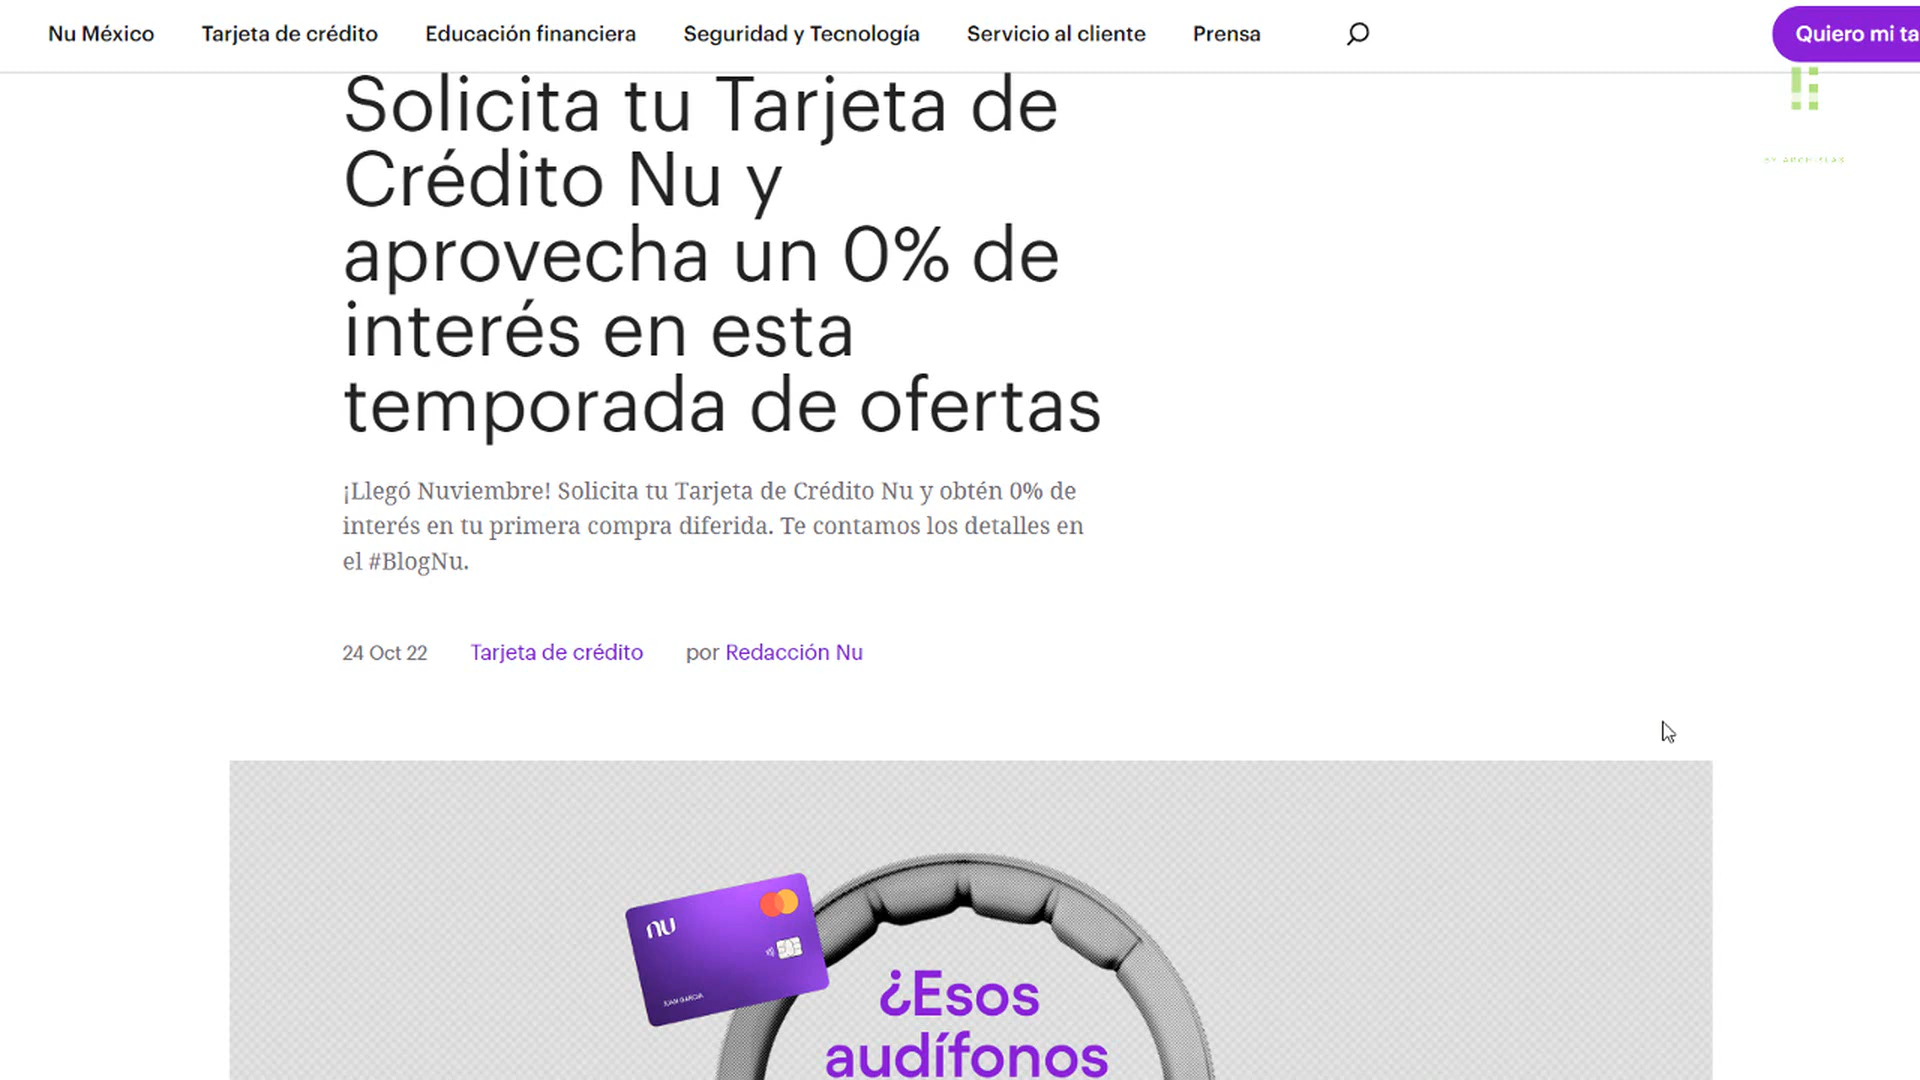 Nu México Tarjeta de crédito Educación financiera Seguridad y Tecnología Servicio al cliente Prensa Quiero mi ta
Solicita tu Tarjeta de
Crédito Nu y
aprovecha un 0% de
interés en esta
temporada de ofertas
¡Llegó Nuviembre! Solicita tu Tarjeta de Crédito Nu y obtén 0% de
interés en tu primera compra diferida. Te contamos los detalles en
el #BlogNu.
24 Oct 22 Tarjeta de crédito por Redacción Nu
nu
JUAN GARCIA
¿Esos
audífonos